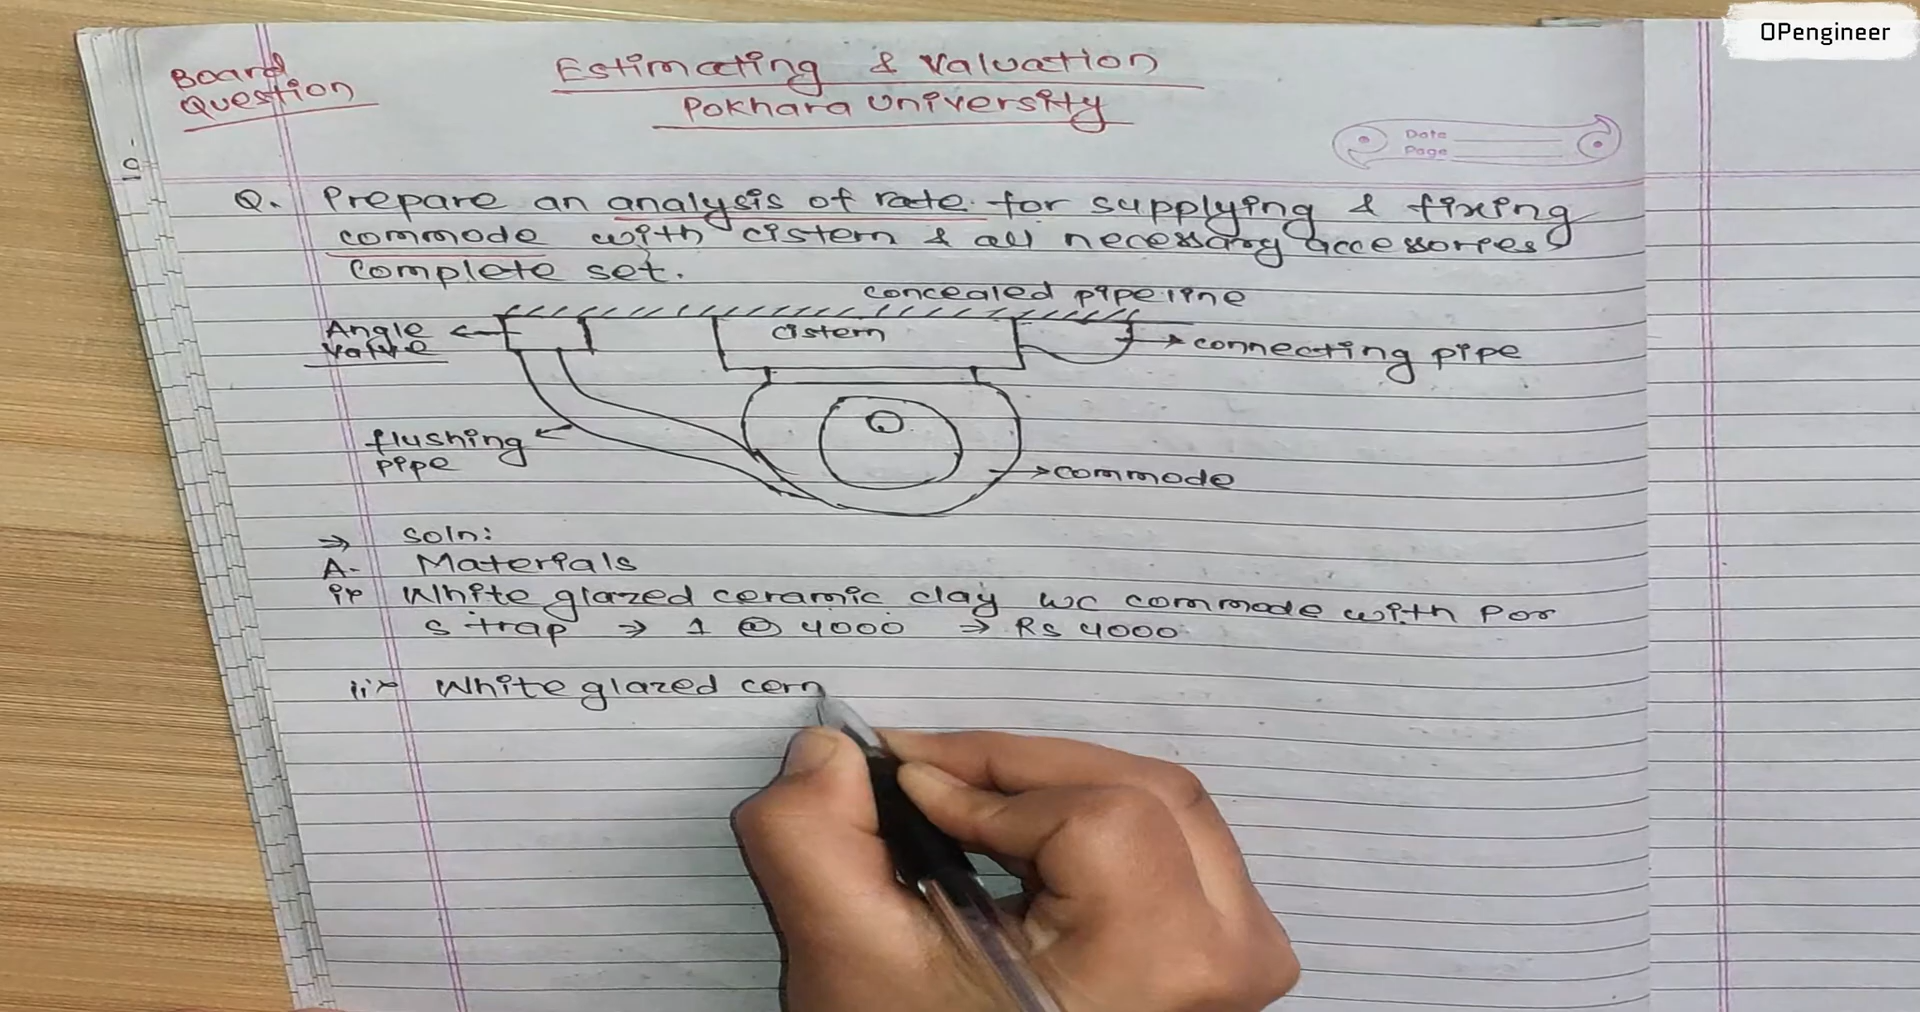 OPengineer
Board
Question
Estimating & Valuation
Pokhara University
Date
Page
Q. Prepare an analysis of rate for supplying & fixing
commode with cistern & all necessary accessories
complete set.
concealed pipeline
Angle
valve
cistern
connecting pipe
flushing
pipe
commode
⇒ Soln:
A- Materials
i> White glazed ceramic clay wc commode with P or
S trap → 1 @ 4000 ⇒ Rs 4000
ii> White glazed cer